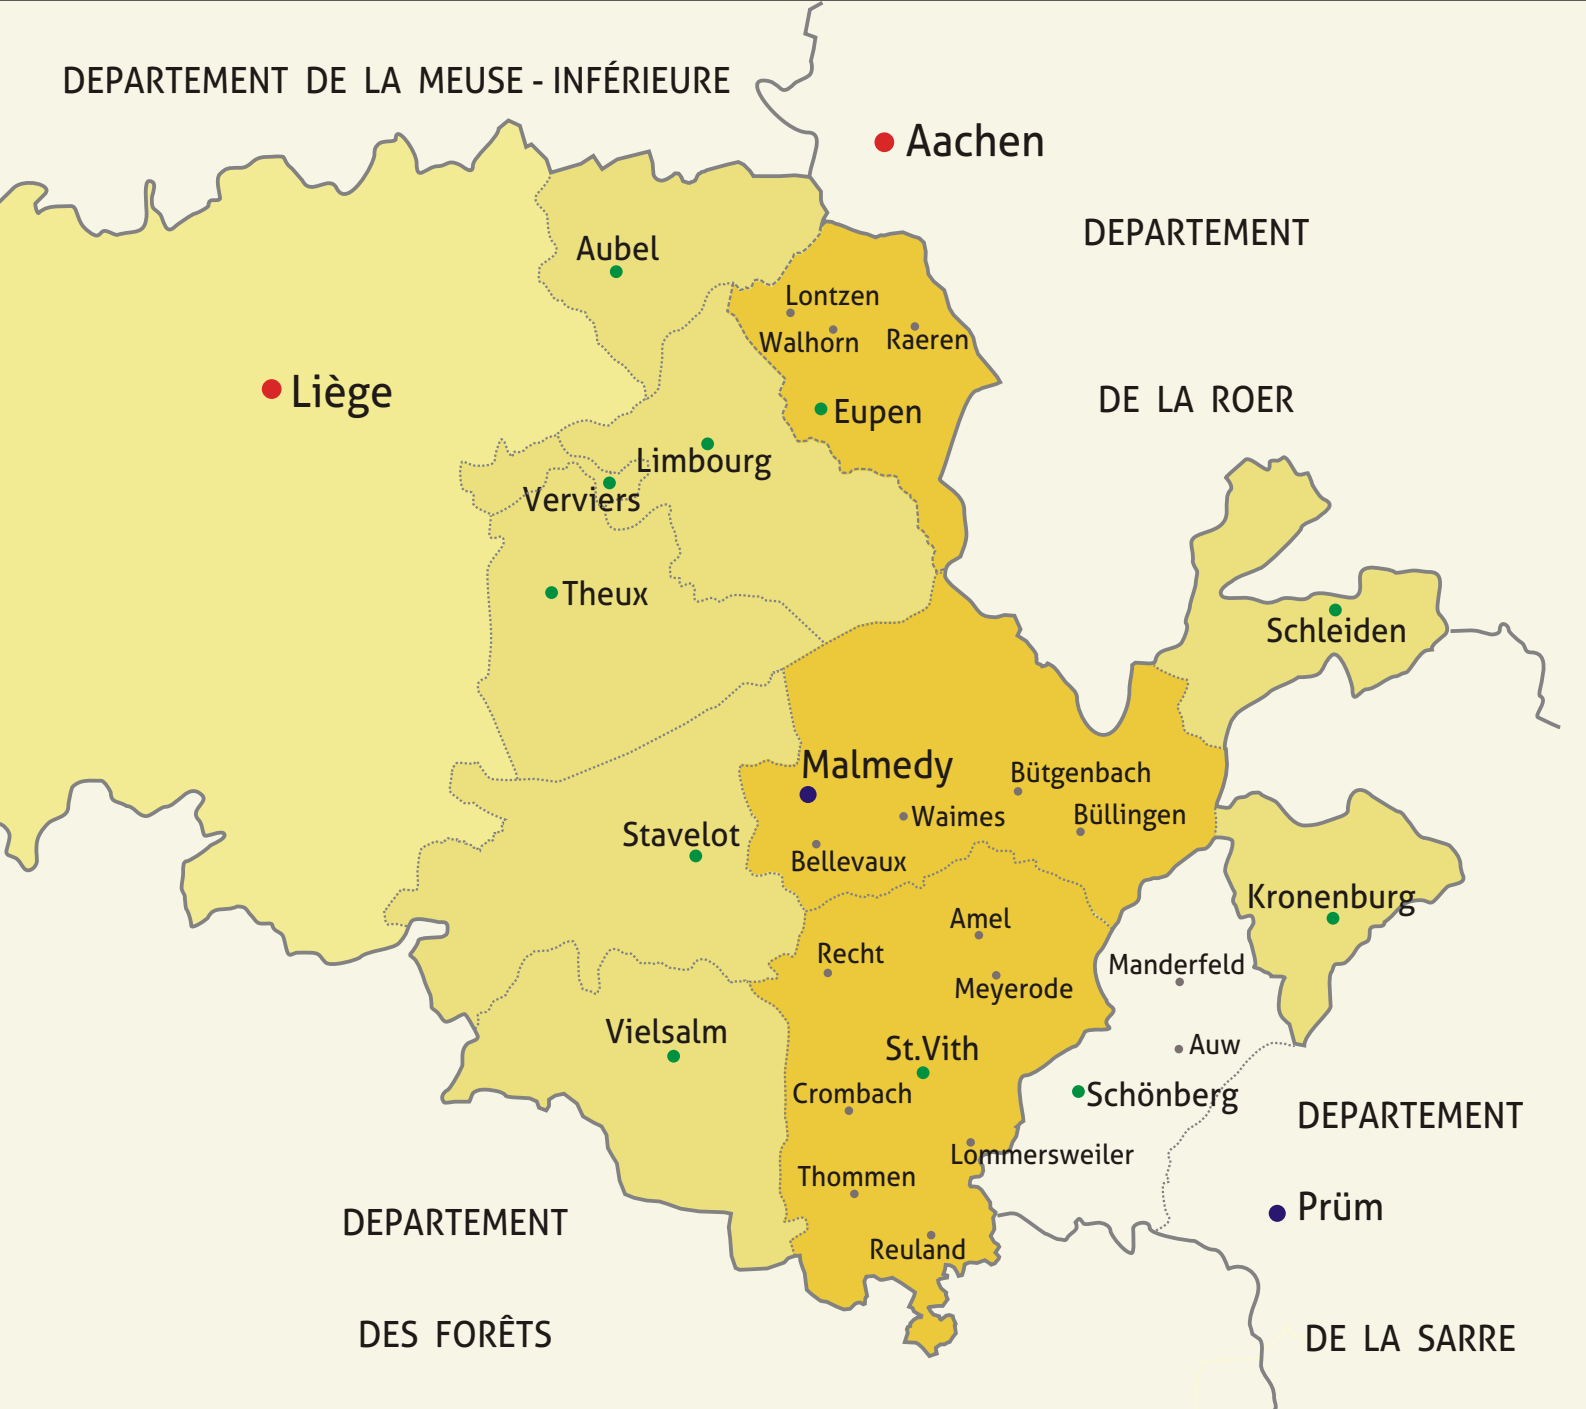 DEPARTEMENT DE LA MEUSE - INFÉRIEURE
Aachen
DEPARTEMENT
Aubel
Lontzen
Walhorn
Raeren
Liège
DE LA ROER
Eupen
Limbourg
Verviers
Theux
Schleiden
Malmedy
Bütgenbach
Waimes
Büllingen
Stavelot
Bellevaux
Kronenburg
Amel
Recht
Manderfeld
Meyerode
Vielsalm
St.Vith
Auw
Crombach
Schönberg
DEPARTEMENT
Lommersweiler
Thommen
Prüm
DEPARTEMENT
Reuland
DES FORÊTS
DE LA SARRE